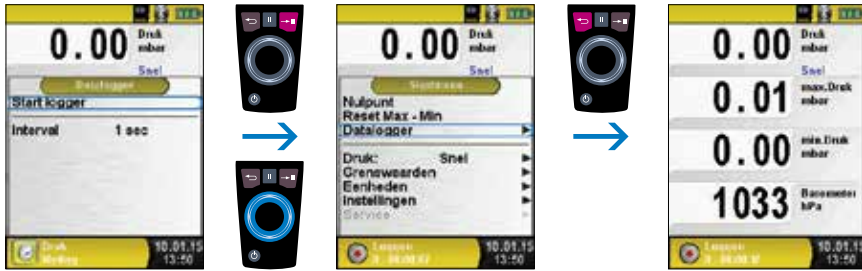 0.00 Druk mbar
Snel
Datalogger
Start logger
Interval 1 sec
Druk
Meting
10.01.15
13:50
0.00 Druk mbar
Snel
Nulpunt
Reset Max - Min
Datalogger
Druk: Snel
Grenswaarden
Eenheden
Instellingen
Service
Loggen
10.01.15
13:50
0.00 Druk mbar
Snel
0.01 max.Druk mbar
0.00 min.Druk mbar
1033 Barometer hPa
Loggen
10.01.15
13:50